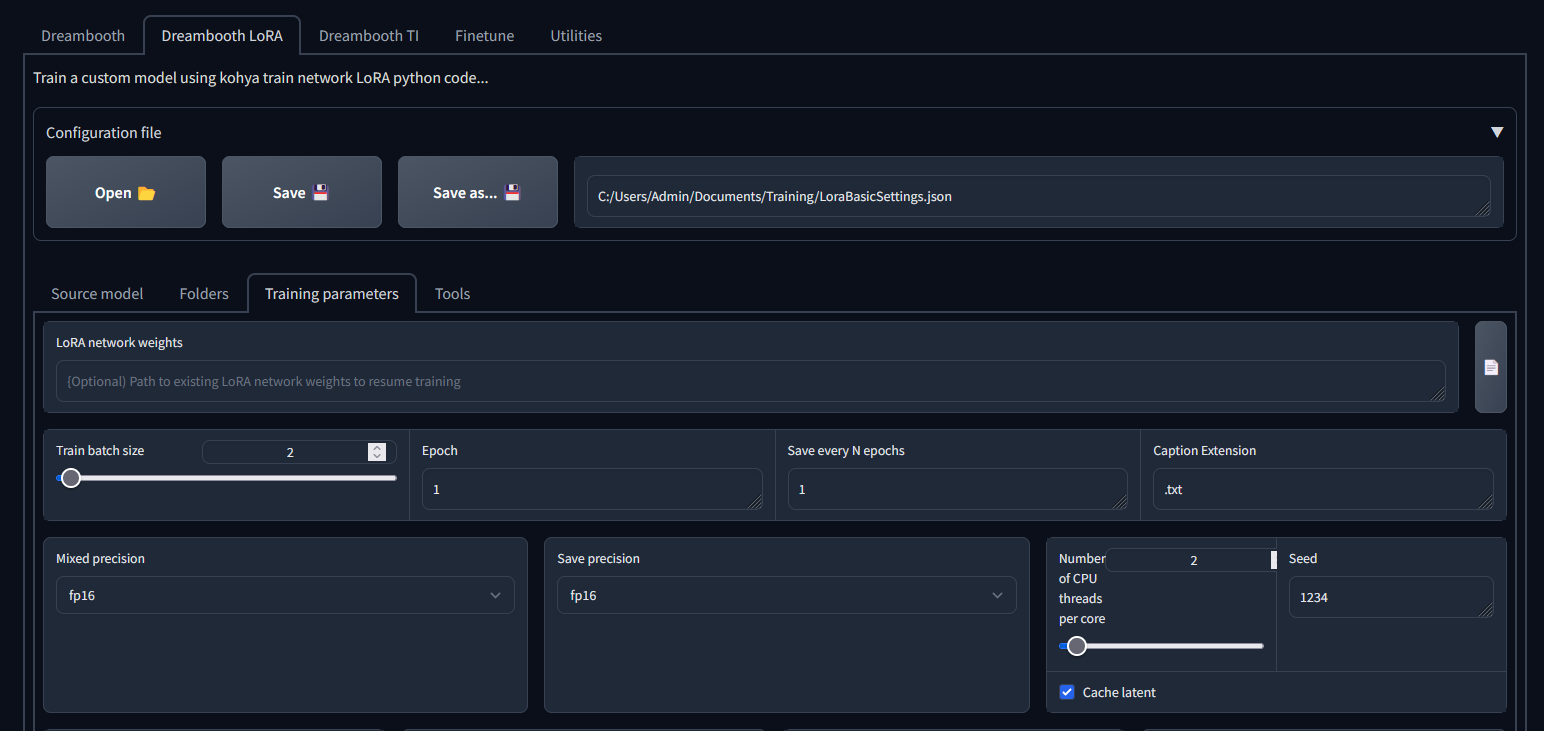 Dreambooth
Dreambooth LoRA
Dreambooth TI
Finetune
Utilities
Train a custom model using kohya train network LoRA python code...
Configuration file
▼
Open 📂
Save 💾
Save as... 💾
C:/Users/Admin/Documents/Training/LoraBasicSettings.json
Source model
Folders
Training parameters
Tools
LoRA network weights
{Optional) Path to existing LoRA network weights to resume training
Train batch size
2
Epoch
1
Save every N epochs
1
Caption Extension
.txt
Mixed precision
fp16
Save precision
fp16
Number
of CPU
threads
per core
2
Seed
1234
Cache latent